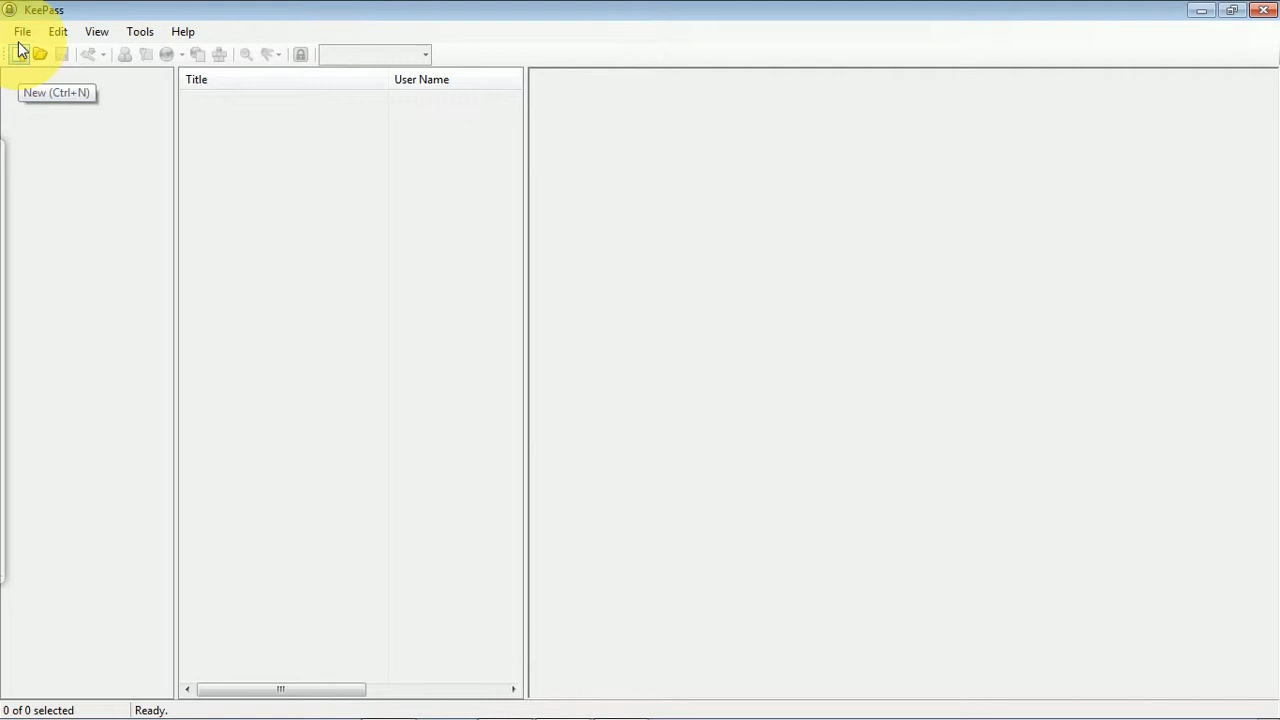 KeePass
File Edit View Tools Help
New (Ctrl+N)
Title User Name
0 of 0 selected Ready.